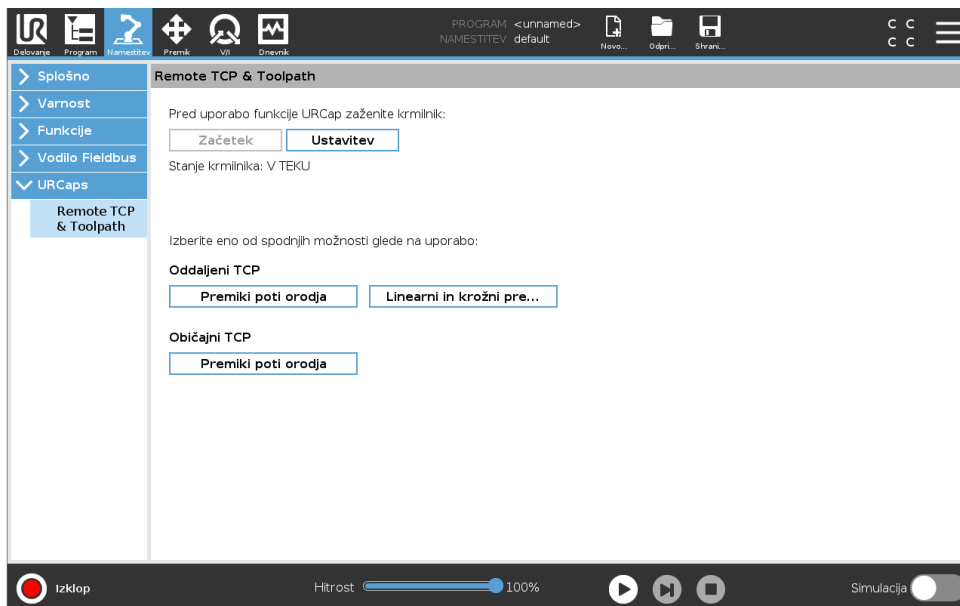 PROGRAM <unnamed>
NAMESTITEV default
Delovanje Program Namestitev Premik V/I Dnevnik Novo... Odpri... Shrani...
C C
C C
Splošno
Varnost
Funkcije
Vodilo Fieldbus
URCaps
Remote TCP
& Toolpath
Remote TCP & Toolpath
Pred uporabo funkcije URCap zaženite krmilnik:
Začetek Ustavitev
Stanje krmilnika: V TEKU
Izberite eno od spodnjih možnosti glede na uporabo:
Oddaljeni TCP
Premiki poti orodja Linearni in krožni pre...
Običajni TCP
Premiki poti orodja
Izklop Hitrost 100% Simulacija